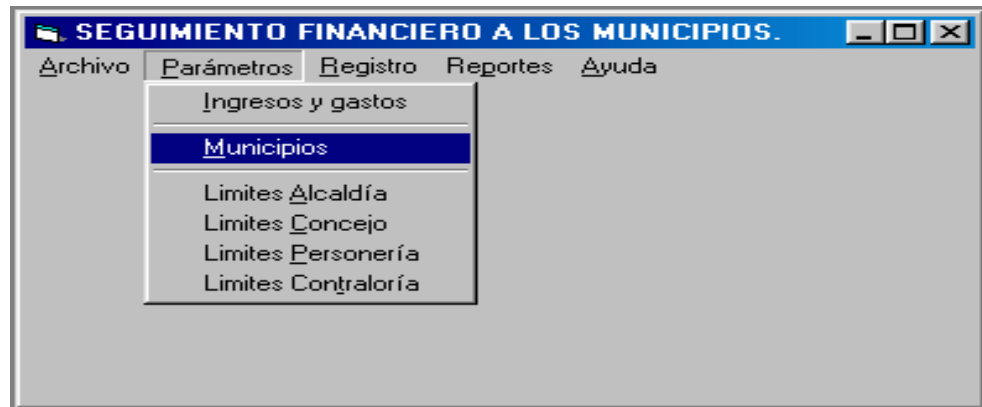 SEGUIMIENTO FINANCIERO A LOS MUNICIPIOS.
Archivo Parámetros Registro Reportes Ayuda
Ingresos y gastos
Municipios
Limites Alcaldía
Limites Concejo
Limites Personería
Limites Contraloría